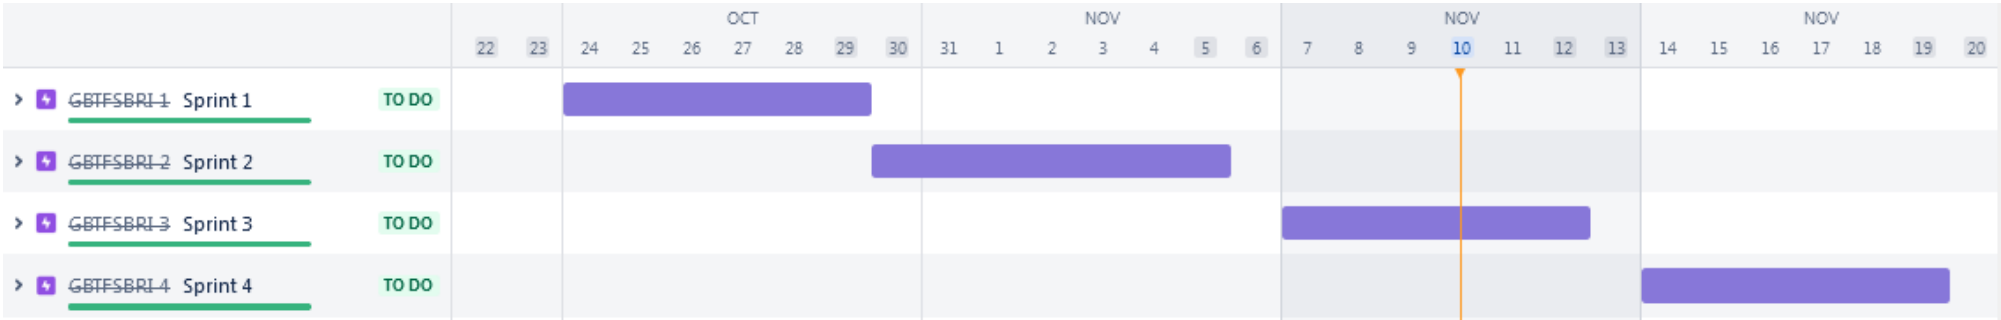 OCT NOV NOV NOV
22 23 24 25 26 27 28 29 30 31 1 2 3 4 5 6 7 8 9 10 11 12 13 14 15 16 17 18 19 20
GBTFSBRI-1 Sprint 1 TO DO
GBTFSBRI-2 Sprint 2 TO DO
GBTFSBRI-3 Sprint 3 TO DO
GBTFSBRI-4 Sprint 4 TO DO